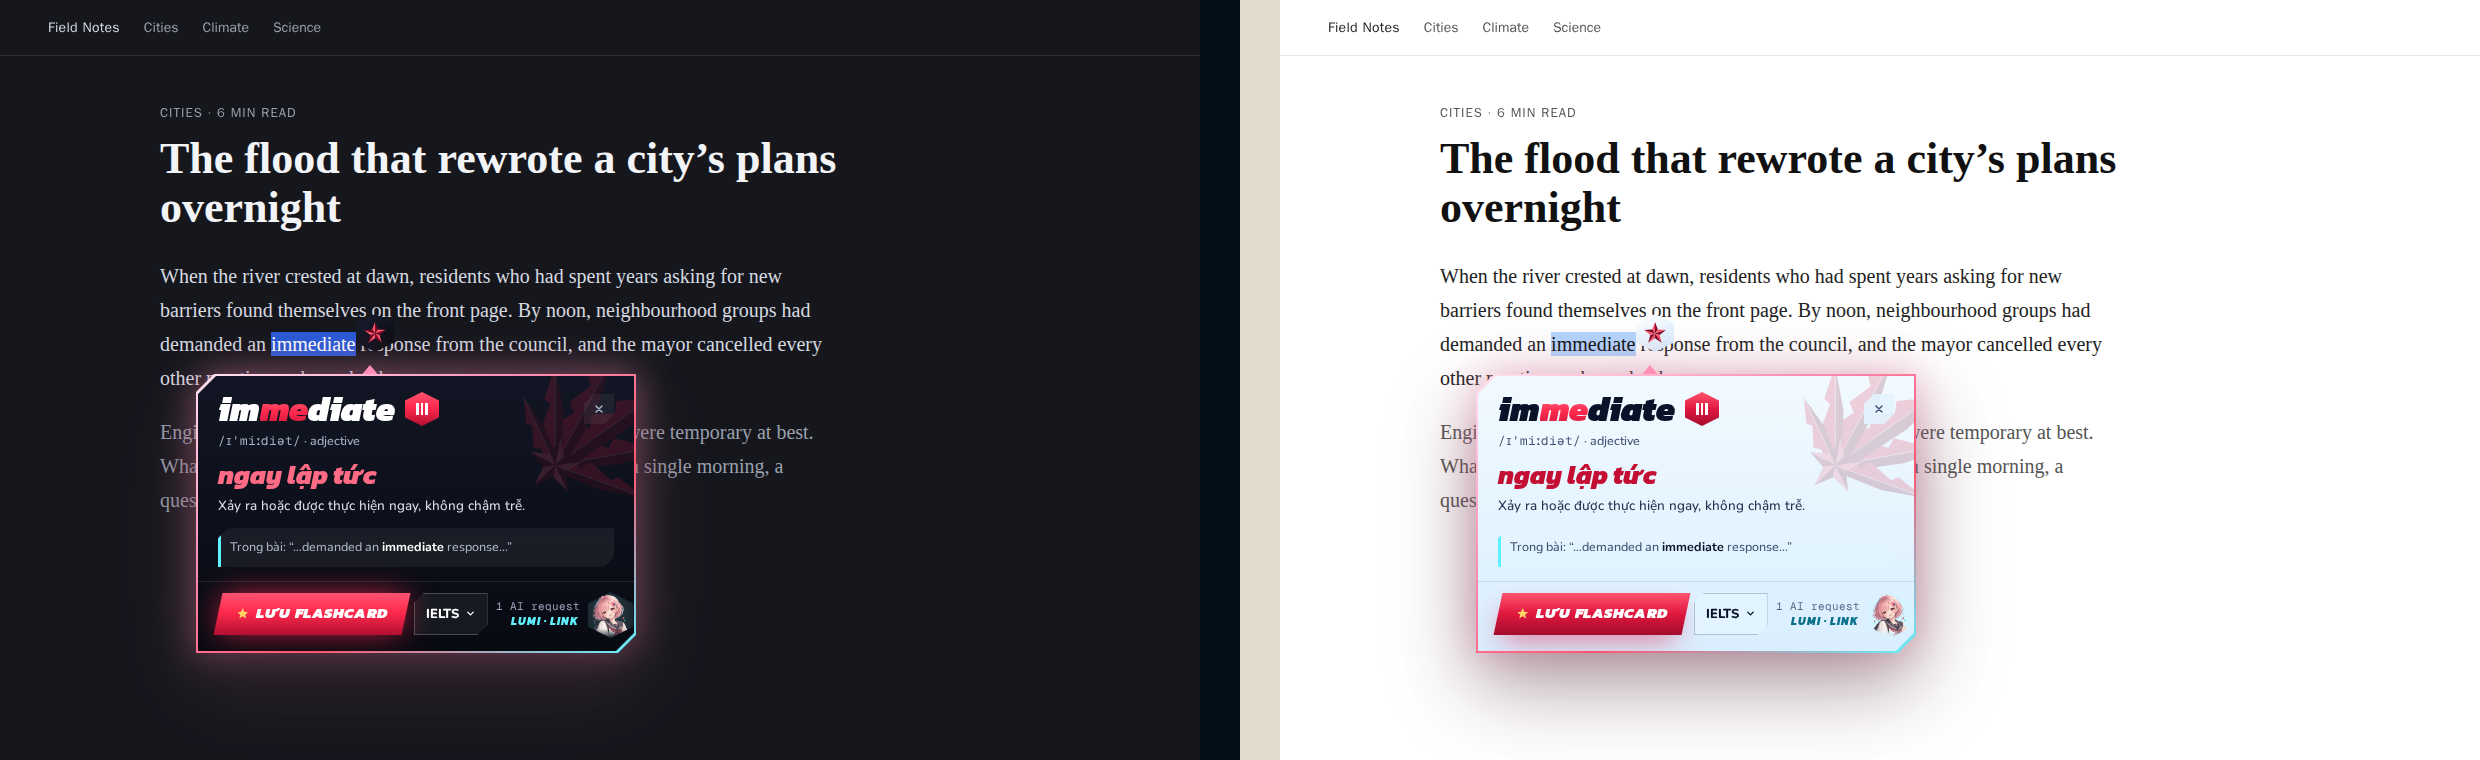 Field Notes Cities Climate Science
CITIES · 6 MIN READ
The flood that rewrote a city’s plans
overnight
When the river crested at dawn, residents who had spent years asking for new
barriers found themselves on the front page. By noon, neighbourhood groups had
demanded an immediate response from the council, and the mayor cancelled every
other
immediate
/ɪˈmiːdiət/ · adjective
ngay lập tức
Xảy ra hoặc được thực hiện ngay, không chậm trễ.
Trong bài: “…demanded an immediate response…”
LƯU FLASHCARD IELTS 1 AI request
LUMI · LINK
were temporary at best.
single morning, a
Field Notes Cities Climate Science
CITIES · 6 MIN READ
The flood that rewrote a city’s plans
overnight
When the river crested at dawn, residents who had spent years asking for new
barriers found themselves on the front page. By noon, neighbourhood groups had
demanded an immediate response from the council, and the mayor cancelled every
other
immediate
/ɪˈmiːdiət/ · adjective
ngay lập tức
Xảy ra hoặc được thực hiện ngay, không chậm trễ.
Trong bài: “…demanded an immediate response…”
LƯU FLASHCARD IELTS 1 AI request
LUMI · LINK
were temporary at best.
single morning, a